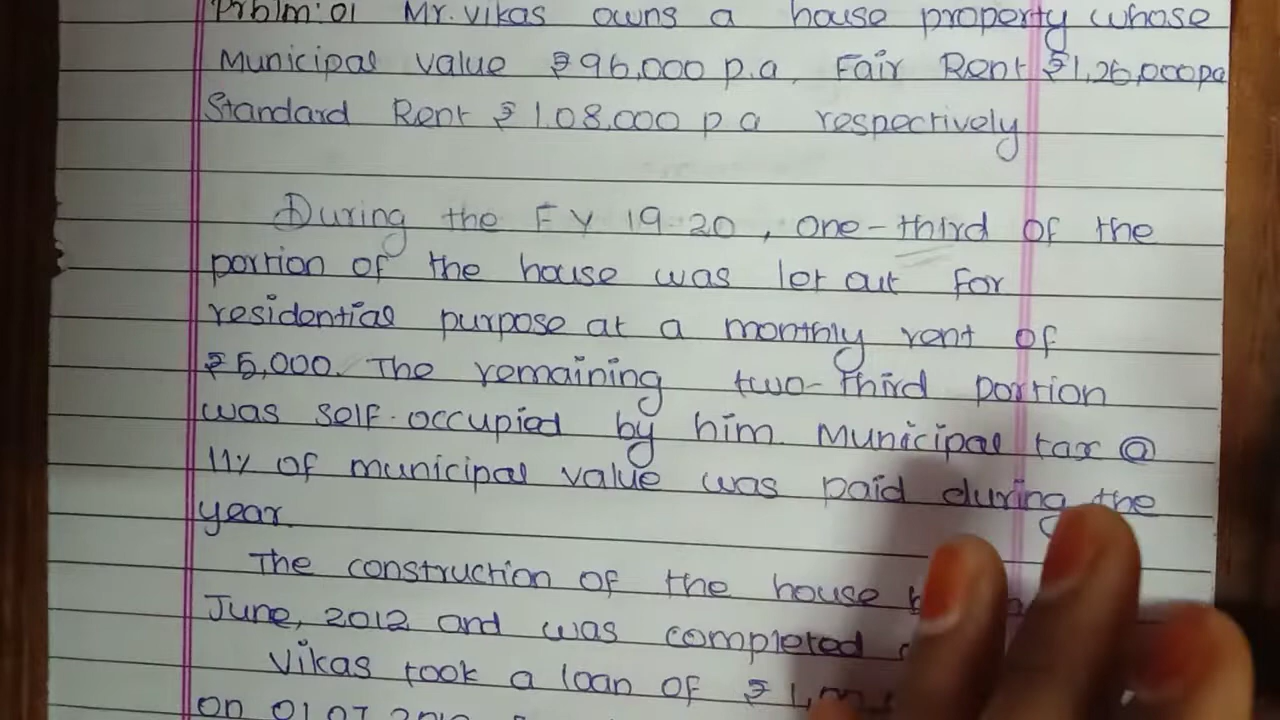 Prblm:01 Mr. Vikas owns a house property whose
Municipal value ₹96,000 p.a, Fair Rent ₹1,26,000pa
Standard Rent ₹1,08,000 p a respectively
During the F Y 19-20, one-third of the
portion of the house was let out for
residential purpose at a monthly rent of
₹5,000. The remaining two-third portion
was self-occupied by him. Municipal tax @
11% of municipal value was paid during the
year.
The construction of the house
June, 2012 and was completed
Vikas took a loan of ₹
on 01.07